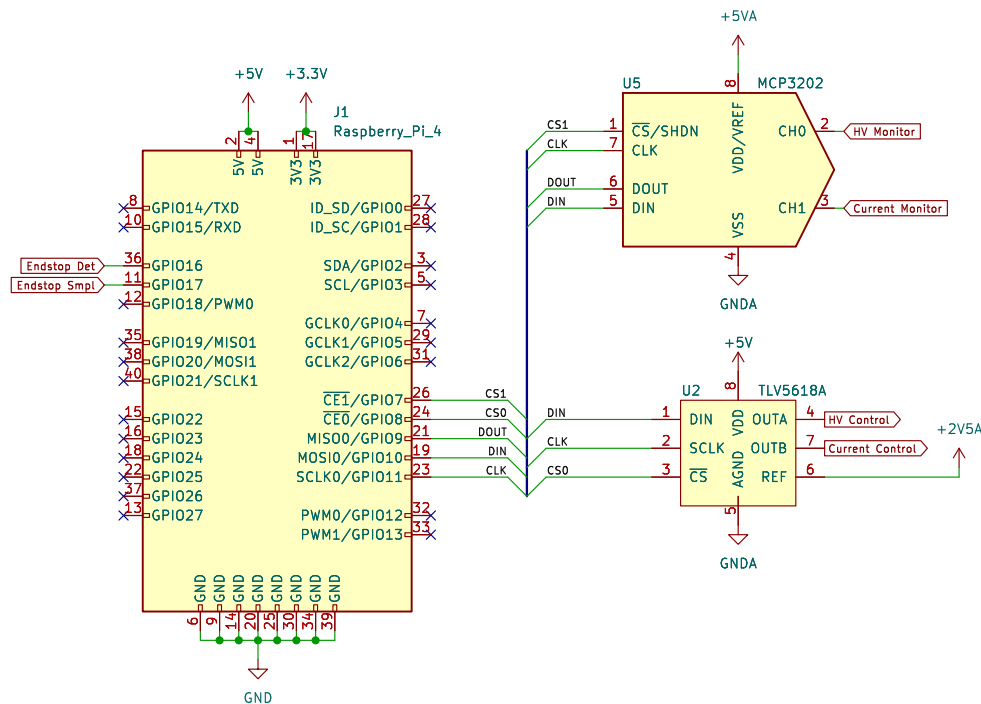 +5VA
U5
MCP3202
8
VDD/VREF
1
CS/SHDN
7
CLK
6
DOUT
5
DIN
CH0
2
HV Monitor
CH1
3
Current Monitor
VSS
4
GNDA
CS1
CLK
DOUT
DIN
+5V
+3.3V
J1
Raspberry_Pi_4
2
4
1
17
5V
5V
3V3
3V3
8
GPIO14/TXD
10
GPIO15/RXD
Endstop Det
36
GPIO16
Endstop Smpl
11
GPIO17
12
GPIO18/PWM0
35
GPIO19/MISO1
38
GPIO20/MOSI1
40
GPIO21/SCLK1
15
GPIO22
16
GPIO23
18
GPIO24
22
GPIO25
37
GPIO26
13
GPIO27
ID_SD/GPIO0
27
ID_SC/GPIO1
28
SDA/GPIO2
3
SCL/GPIO3
5
GCLK0/GPIO4
7
GCLK1/GPIO5
29
GCLK2/GPIO6
31
CE1/GPIO7
26
CS1
CE0/GPIO8
24
CS0
MISO0/GPIO9
21
DOUT
MOSI0/GPIO10
19
DIN
SCLK0/GPIO11
23
CLK
PWM0/GPIO12
32
PWM1/GPIO13
33
GND
GND
GND
GND
GND
GND
GND
GND
6
9
14
20
25
30
34
39
GND
+5V
U2
TLV5618A
8
VDD
DIN
1
DIN
CLK
2
SCLK
CS0
3
CS
OUTA
4
HV Control
OUTB
7
Current Control
REF
6
+2V5A
AGND
5
GNDA